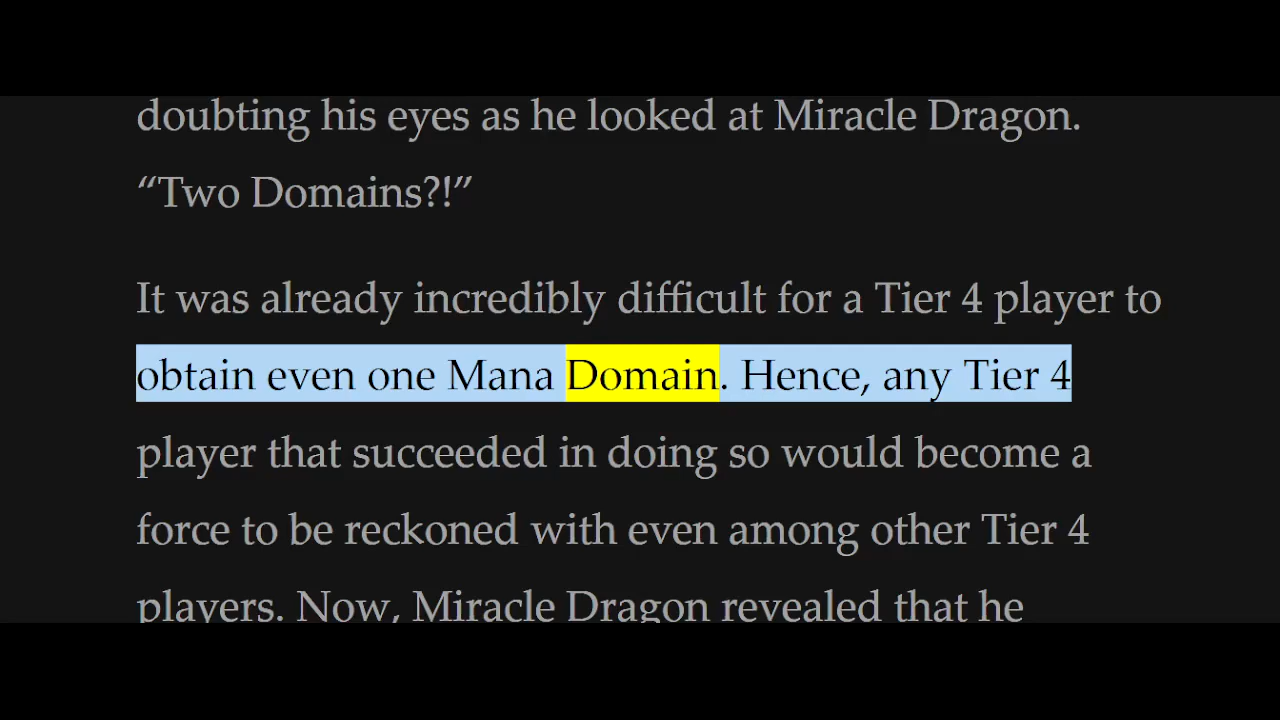 doubting his eyes as he looked at Miracle Dragon.
“Two Domains?!”
It was already incredibly difficult for a Tier 4 player to
obtain even one Mana Domain. Hence, any Tier 4
player that succeeded in doing so would become a
force to be reckoned with even among other Tier 4
players. Now, Miracle Dragon revealed that he